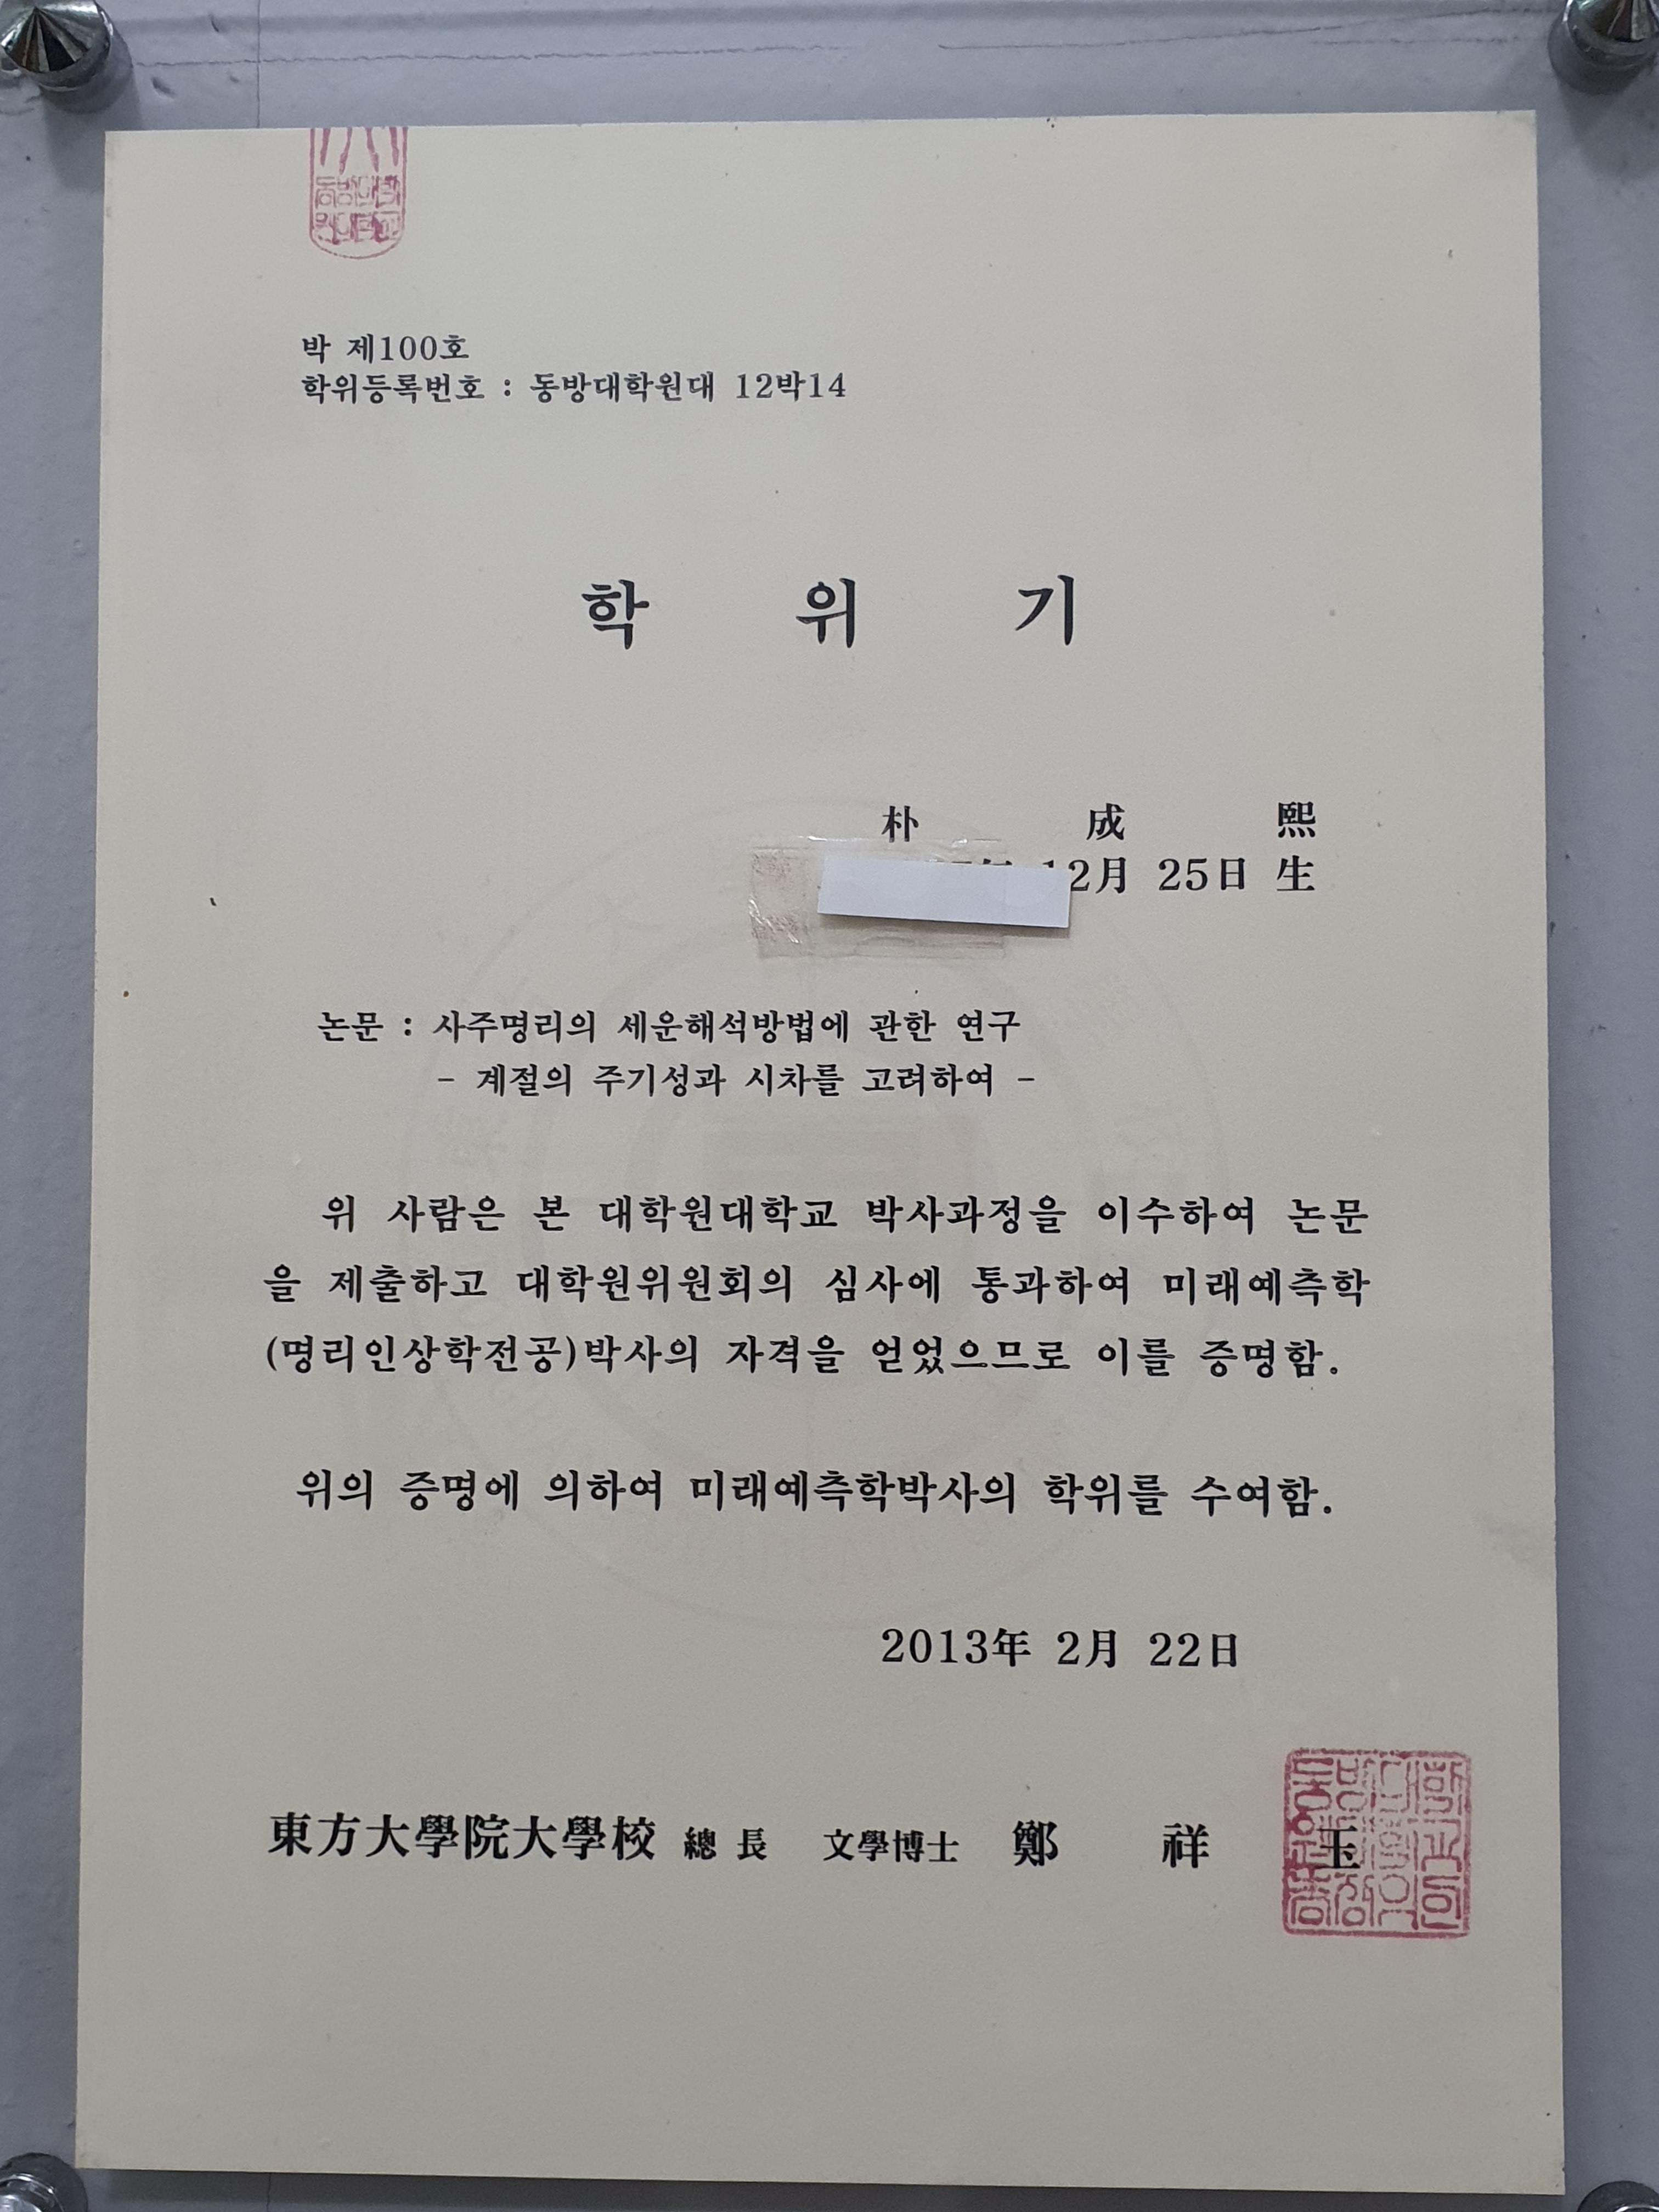 동방대학
원대학교
박 제100호
학위등록번호 : 동방대학원대 12박14
학 위 기
朴 成 熙
12月 25日 生
논문 : 사주명리의 세운해석방법에 관한 연구
- 계절의 주기성과 시차를 고려하여 -
위 사람은 본 대학원대학교 박사과정을 이수하여 논문
을 제출하고 대학원위원회의 심사에 통과하여 미래예측학
(명리인상학전공)박사의 자격을 얻었으므로 이를 증명함.
위의 증명에 의하여 미래예측학박사의 학위를 수여함.
2013年 2月 22日
東方大學院大學校 總長 文學博士 鄭 祥 玉